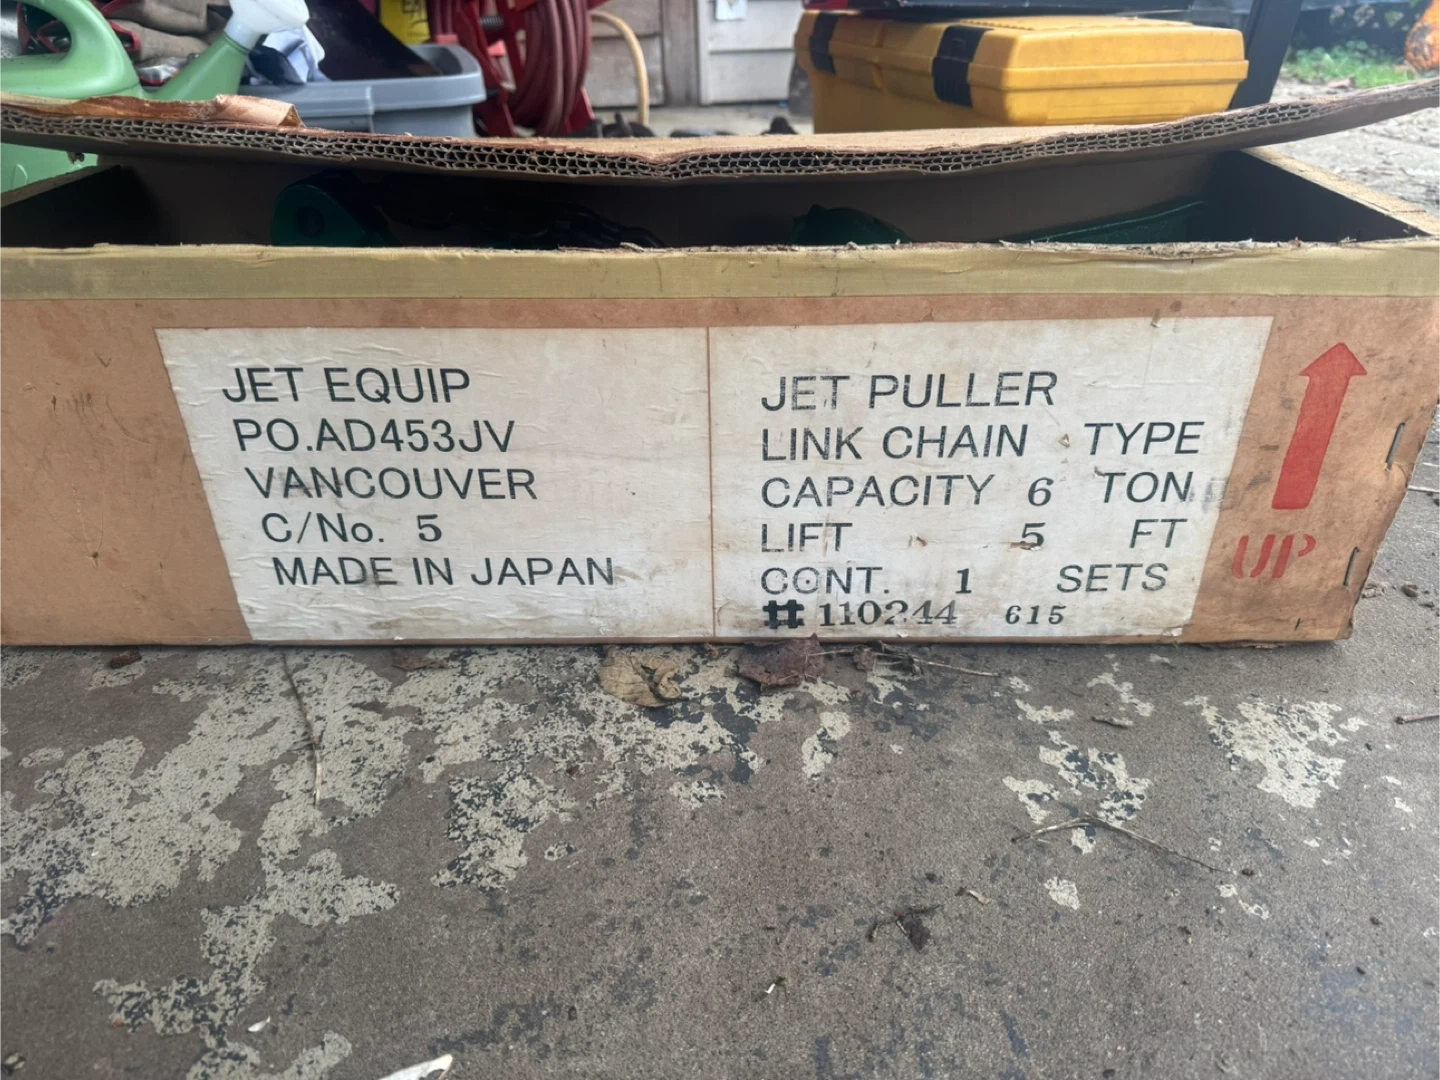 JET EQUIP
PO.AD453JV
VANCOUVER
C/No. 5
MADE IN JAPAN
JET PULLER
LINK CHAIN TYPE
CAPACITY 6 TON
LIFT 5 FT
CONT. 1 SETS
# 110244 615
UP